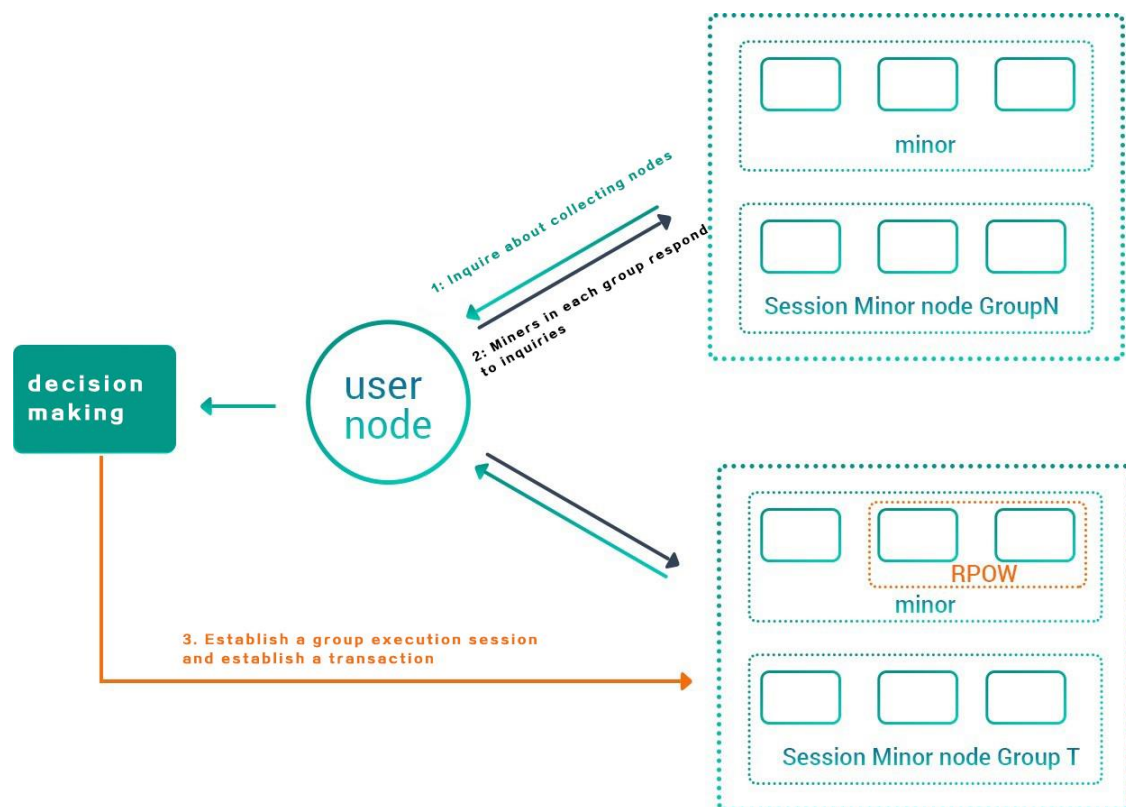 minor
1: Inquire about collecting nodes
2: Miners in each group respond
to inquiries
Session Minor node GroupN
decision
making
user
node
RPOW
minor
3. Establish a group execution session
and establish a transaction
Session Minor node Group T